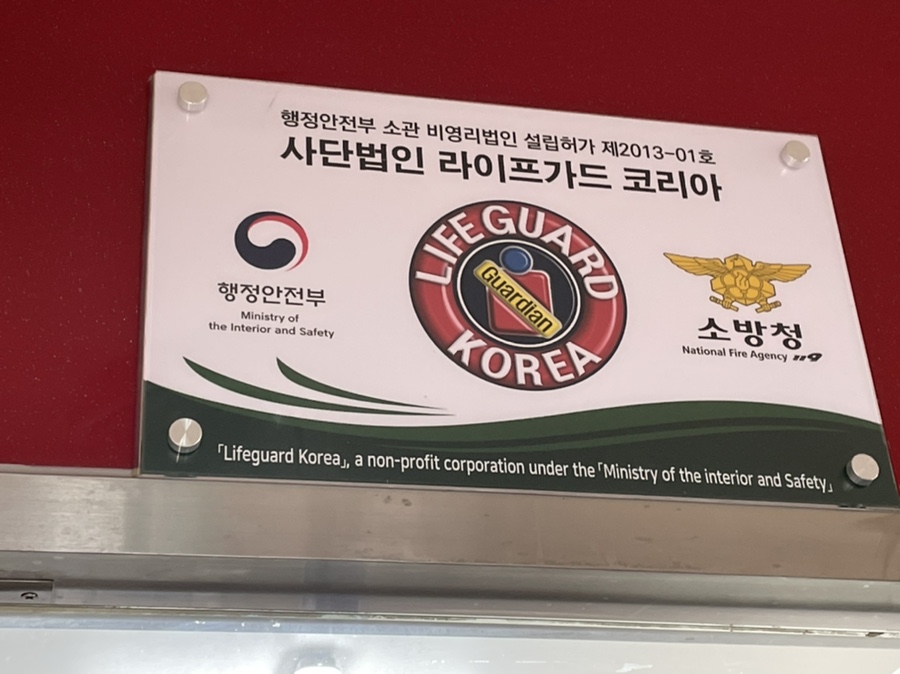 행정안전부 소관 비영리법인 설립허가 제2013-01호
사단법인 라이프가드 코리아
행정안전부
Ministry of
the Interior and Safety
LIFEGUARD
Guardian
KOREA
소방청
National Fire Agency 119
「Lifeguard Korea」, a non-profit corporation under the「Ministry of the interior and Safety」